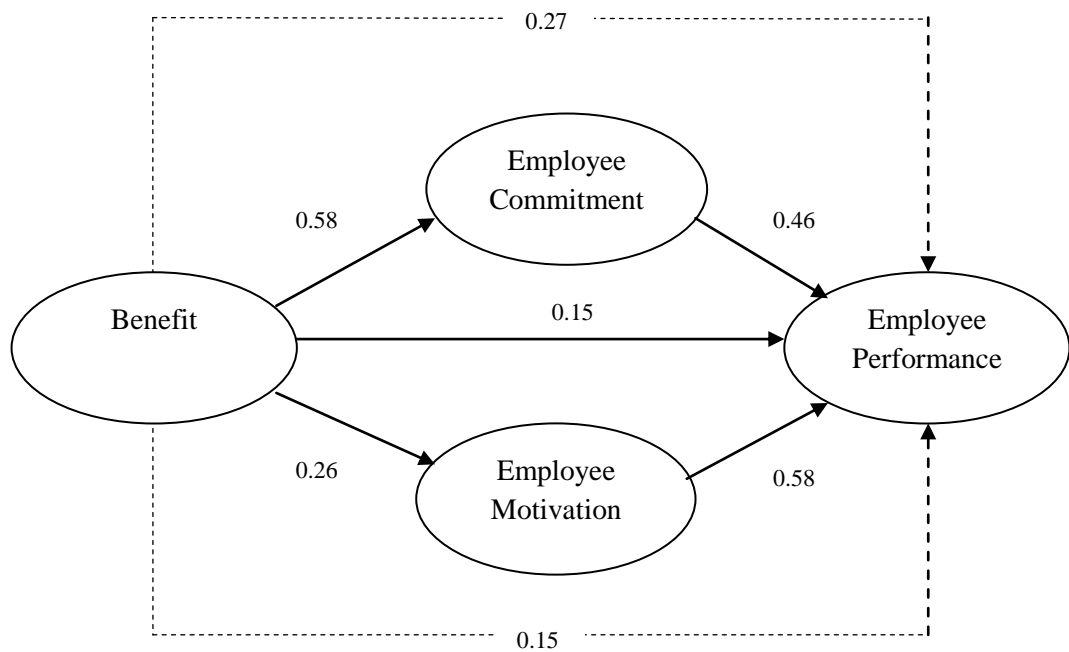 0.27
Employee
Commitment
0.58
0.46
Benefit
0.15
Employee
Performance
0.26
Employee
Motivation
0.58
0.15